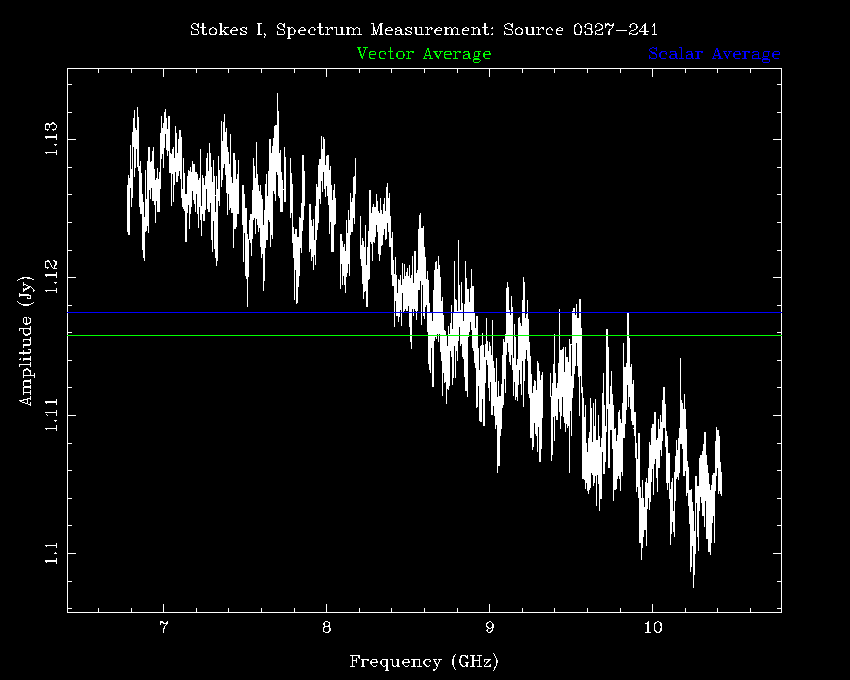 Stokes I, Spectrum Measurement: Source 0327−241
Vector Average Scalar Average
1.13
1.12
1.11
1.1
Amplitude (Jy)
7 8 9 10
Frequency (GHz)